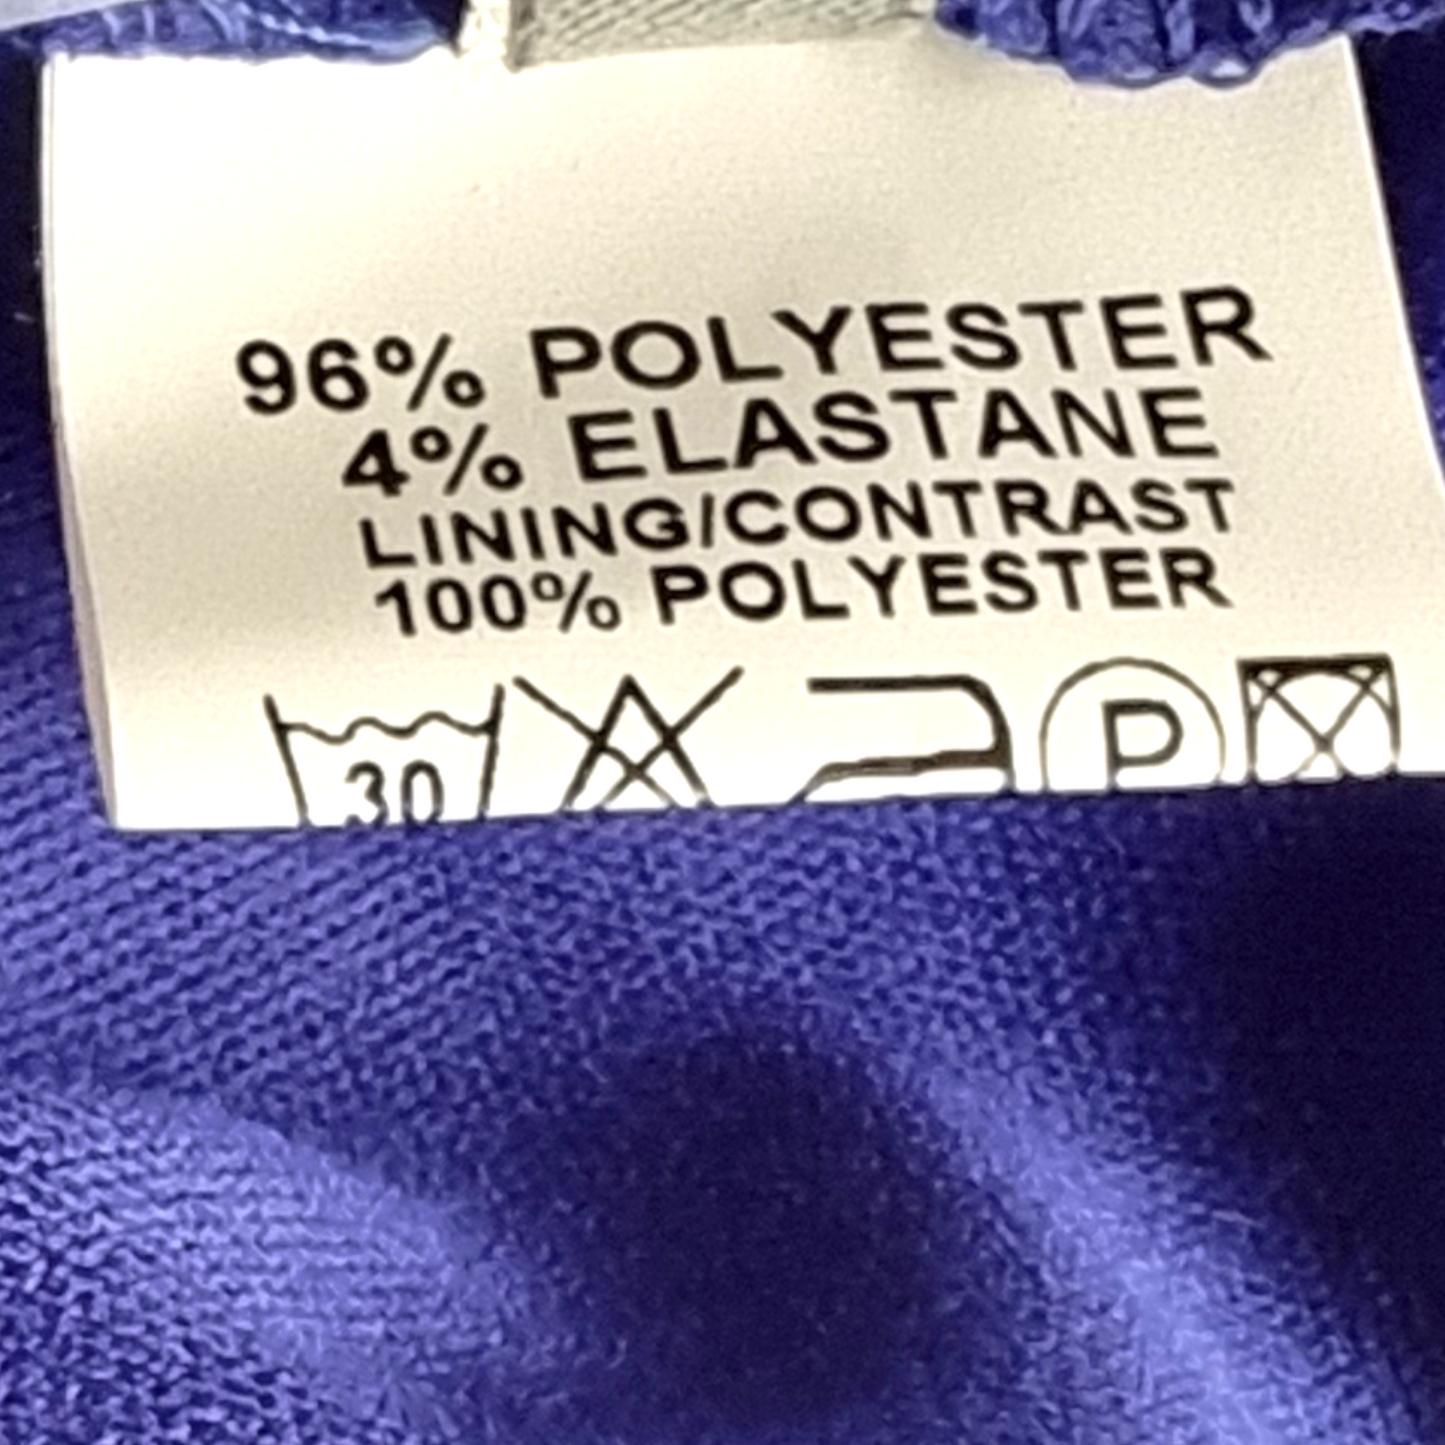 96% POLYESTER
4% ELASTANE
LINING/CONTRAST
100% POLYESTER
30 P